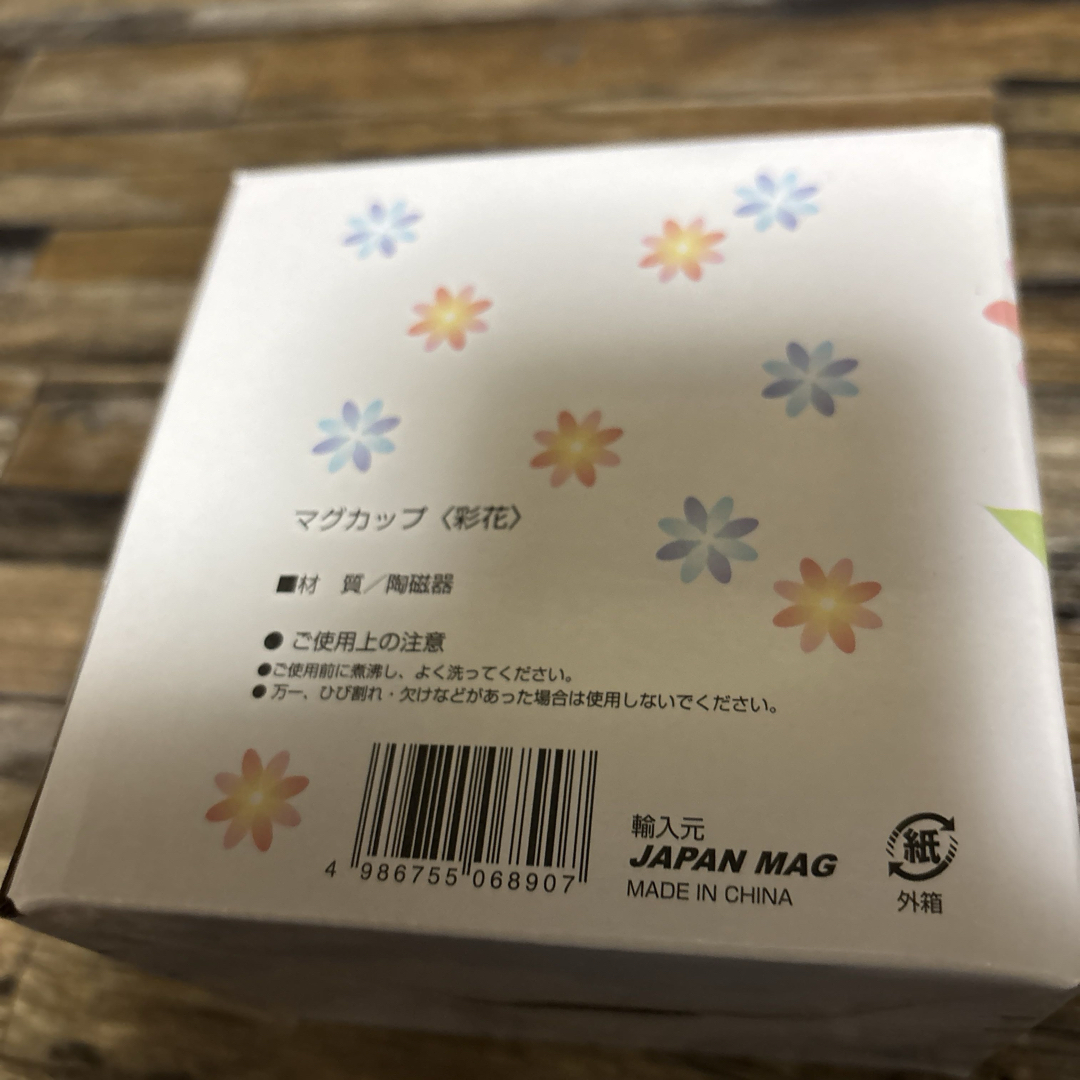 マグカップ〈彩花〉
■材　質／陶磁器
● ご使用上の注意
●ご使用前に煮沸し、よく洗ってください。
● 万一、ひび割れ・欠けなどがあった場合は使用しないでください。
4 986755 068907
輸入元
JAPAN MAG
MADE IN CHINA
紙
外箱